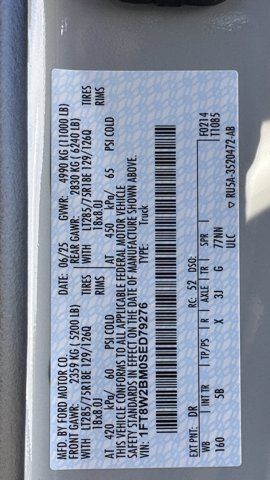 MFD. BY FORD MOTOR CO.
DATE: 06/25 GVWR: 4990 KG (11000 LB)
FRONT GAWR: 2359 KG (5200 LB) REAR GAWR: 2830 KG (6240 LB)
WITH LT285/75R18E 129/126Q TIRES WITH LT285/75R18E 129/126Q TIRES
18x8.0J RIMS 18x8.0J RIMS
AT 420 kPa/ 60 PSI COLD AT 450 kPa/ 65 PSI COLD
THIS VEHICLE CONFORMS TO ALL APPLICABLE FEDERAL MOTOR VEHICLE
SAFETY STANDARDS IN EFFECT ON THE DATE OF MANUFACTURE SHOWN ABOVE.
VIN: 1FT8W2BM0SED79276
TYPE: Truck
F0214
T1085
EXT PNT: DR RC: 52 DSO:
WB INT TR TP/PS R AXLE TR SPR
160 5B X 3J G 77NN
ULC
RU5A-3520472-AB